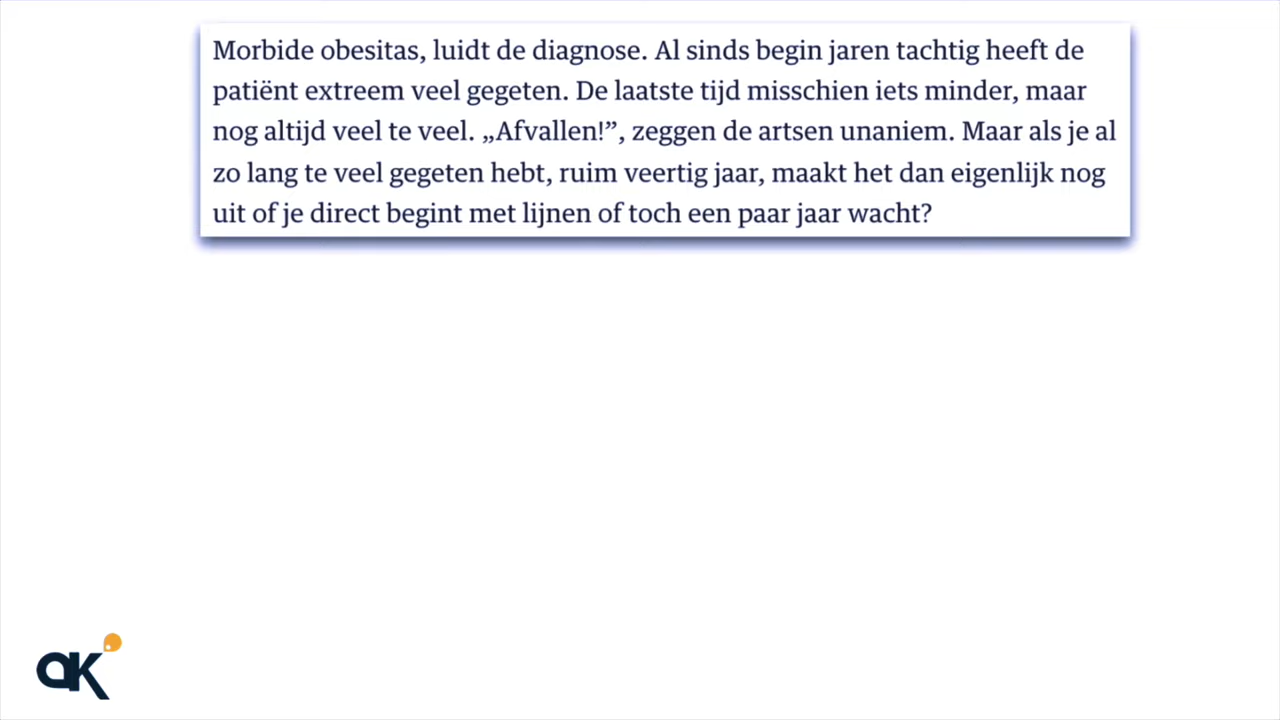 Morbide obesitas, luidt de diagnose. Al sinds begin jaren tachtig heeft de
patiënt extreem veel gegeten. De laatste tijd misschien iets minder, maar
nog altijd veel te veel. „Afvallen!”, zeggen de artsen unaniem. Maar als je al
zo lang te veel gegeten hebt, ruim veertig jaar, maakt het dan eigenlijk nog
uit of je direct begint met lijnen of toch een paar jaar wacht?
aK